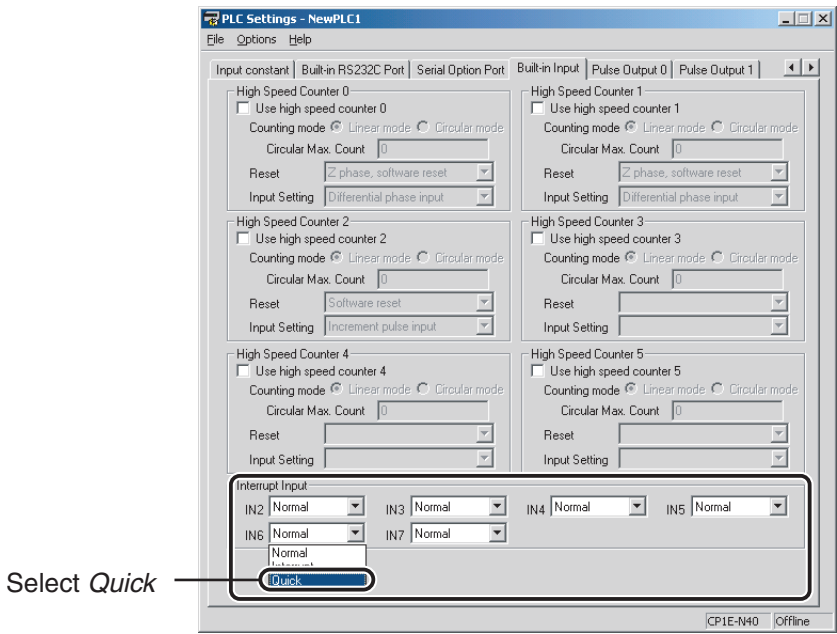 PLC Settings - NewPLC1
File Options Help
Input constant Built-in RS232C Port Serial Option Port Built-in Input Pulse Output 0 Pulse Output 1
High Speed Counter 0
Use high speed counter 0
Counting mode Linear mode Circular mode
Circular Max. Count 0
Reset Z phase, software reset
Input Setting Differential phase input
High Speed Counter 1
Use high speed counter 1
Counting mode Linear mode Circular mode
Circular Max. Count 0
Reset Z phase, software reset
Input Setting Differential phase input
High Speed Counter 2
Use high speed counter 2
Counting mode Linear mode Circular mode
Circular Max. Count 0
Reset Software reset
Input Setting Increment pulse input
High Speed Counter 3
Use high speed counter 3
Counting mode Linear mode Circular mode
Circular Max. Count 0
Reset
Input Setting
High Speed Counter 4
Use high speed counter 4
Counting mode Linear mode Circular mode
Circular Max. Count 0
Reset
Input Setting
High Speed Counter 5
Use high speed counter 5
Counting mode Linear mode Circular mode
Circular Max. Count 0
Reset
Input Setting
Interrupt Input
IN2 Normal IN3 Normal IN4 Normal IN5 Normal
IN6 Normal IN7 Normal
Normal
Interrupt
Quick
Select Quick
CP1E-N40 Offline